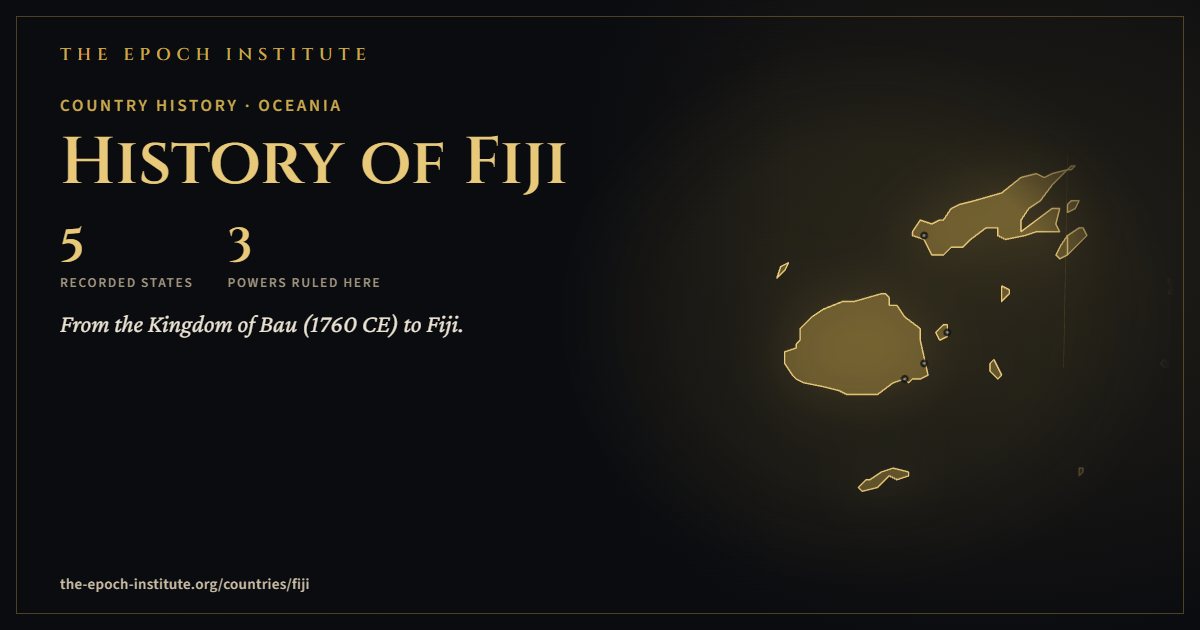 THE EPOCH INSTITUTE
COUNTRY HISTORY · OCEANIA
HISTORY OF FIJI
5 3
RECORDED STATES POWERS RULED HERE
From the Kingdom of Bau (1760 CE) to Fiji.
the-epoch-institute.org/countries/fiji